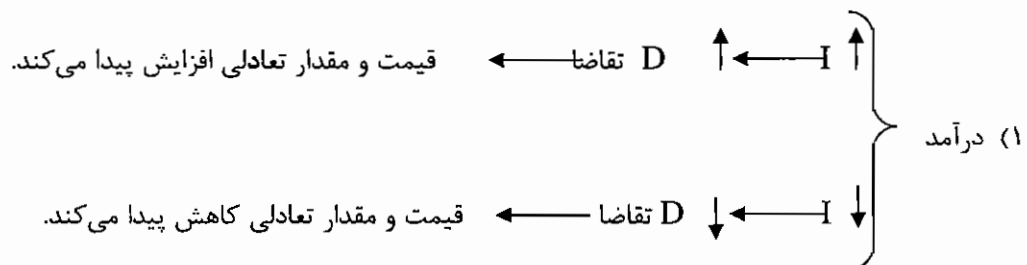 ↑ I ← ↑ D تقاضا ← قیمت و مقدار تعادلی افزایش پیدا می‌کند.
۱) درآمد
↓ I ← ↓ D تقاضا ← قیمت و مقدار تعادلی کاهش پیدا می‌کند.